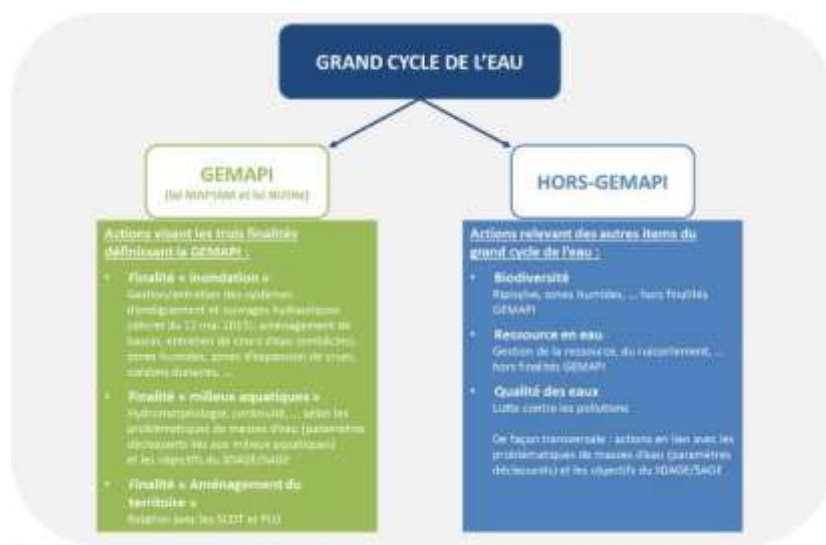 GRAND CYCLE DE L'EAU
GEMAPI
(loi MAPTAM et loi NOTRe)
Actions visant les trois finalités
définissant la GEMAPI :
• Finalité « inondation »
Gestion/entretien des systèmes
d'endiguement et ouvrages hydrauliques
(décret du 12 mai 2015), aménagement de
bassin, entretien de cours d'eau (embâcles),
zones humides, zones d'expansion de crues,
cordons dunaires, ...
• Finalité « milieux aquatiques »
Hydromorphologie, continuité, ... selon les
problématiques de masses d'eau (paramètres
déclassants liés aux milieux aquatiques)
et les objectifs du SDAGE/SAGE
• Finalité « Aménagement du
territoire »
Relation avec les SCOT et PLU
HORS-GEMAPI
Actions relevant des autres items du
grand cycle de l'eau :
• Biodiversité
Ripisylve, zones humides, ... hors finalités
GEMAPI
• Ressource en eau
Gestion de la ressource, du ruissellement, ...
hors finalités GEMAPI
• Qualité des eaux
Lutte contre les pollutions
De façon transversale : actions en lien avec les
problématiques de masses d'eau (paramètres
déclassants) et les objectifs du SDAGE/SAGE